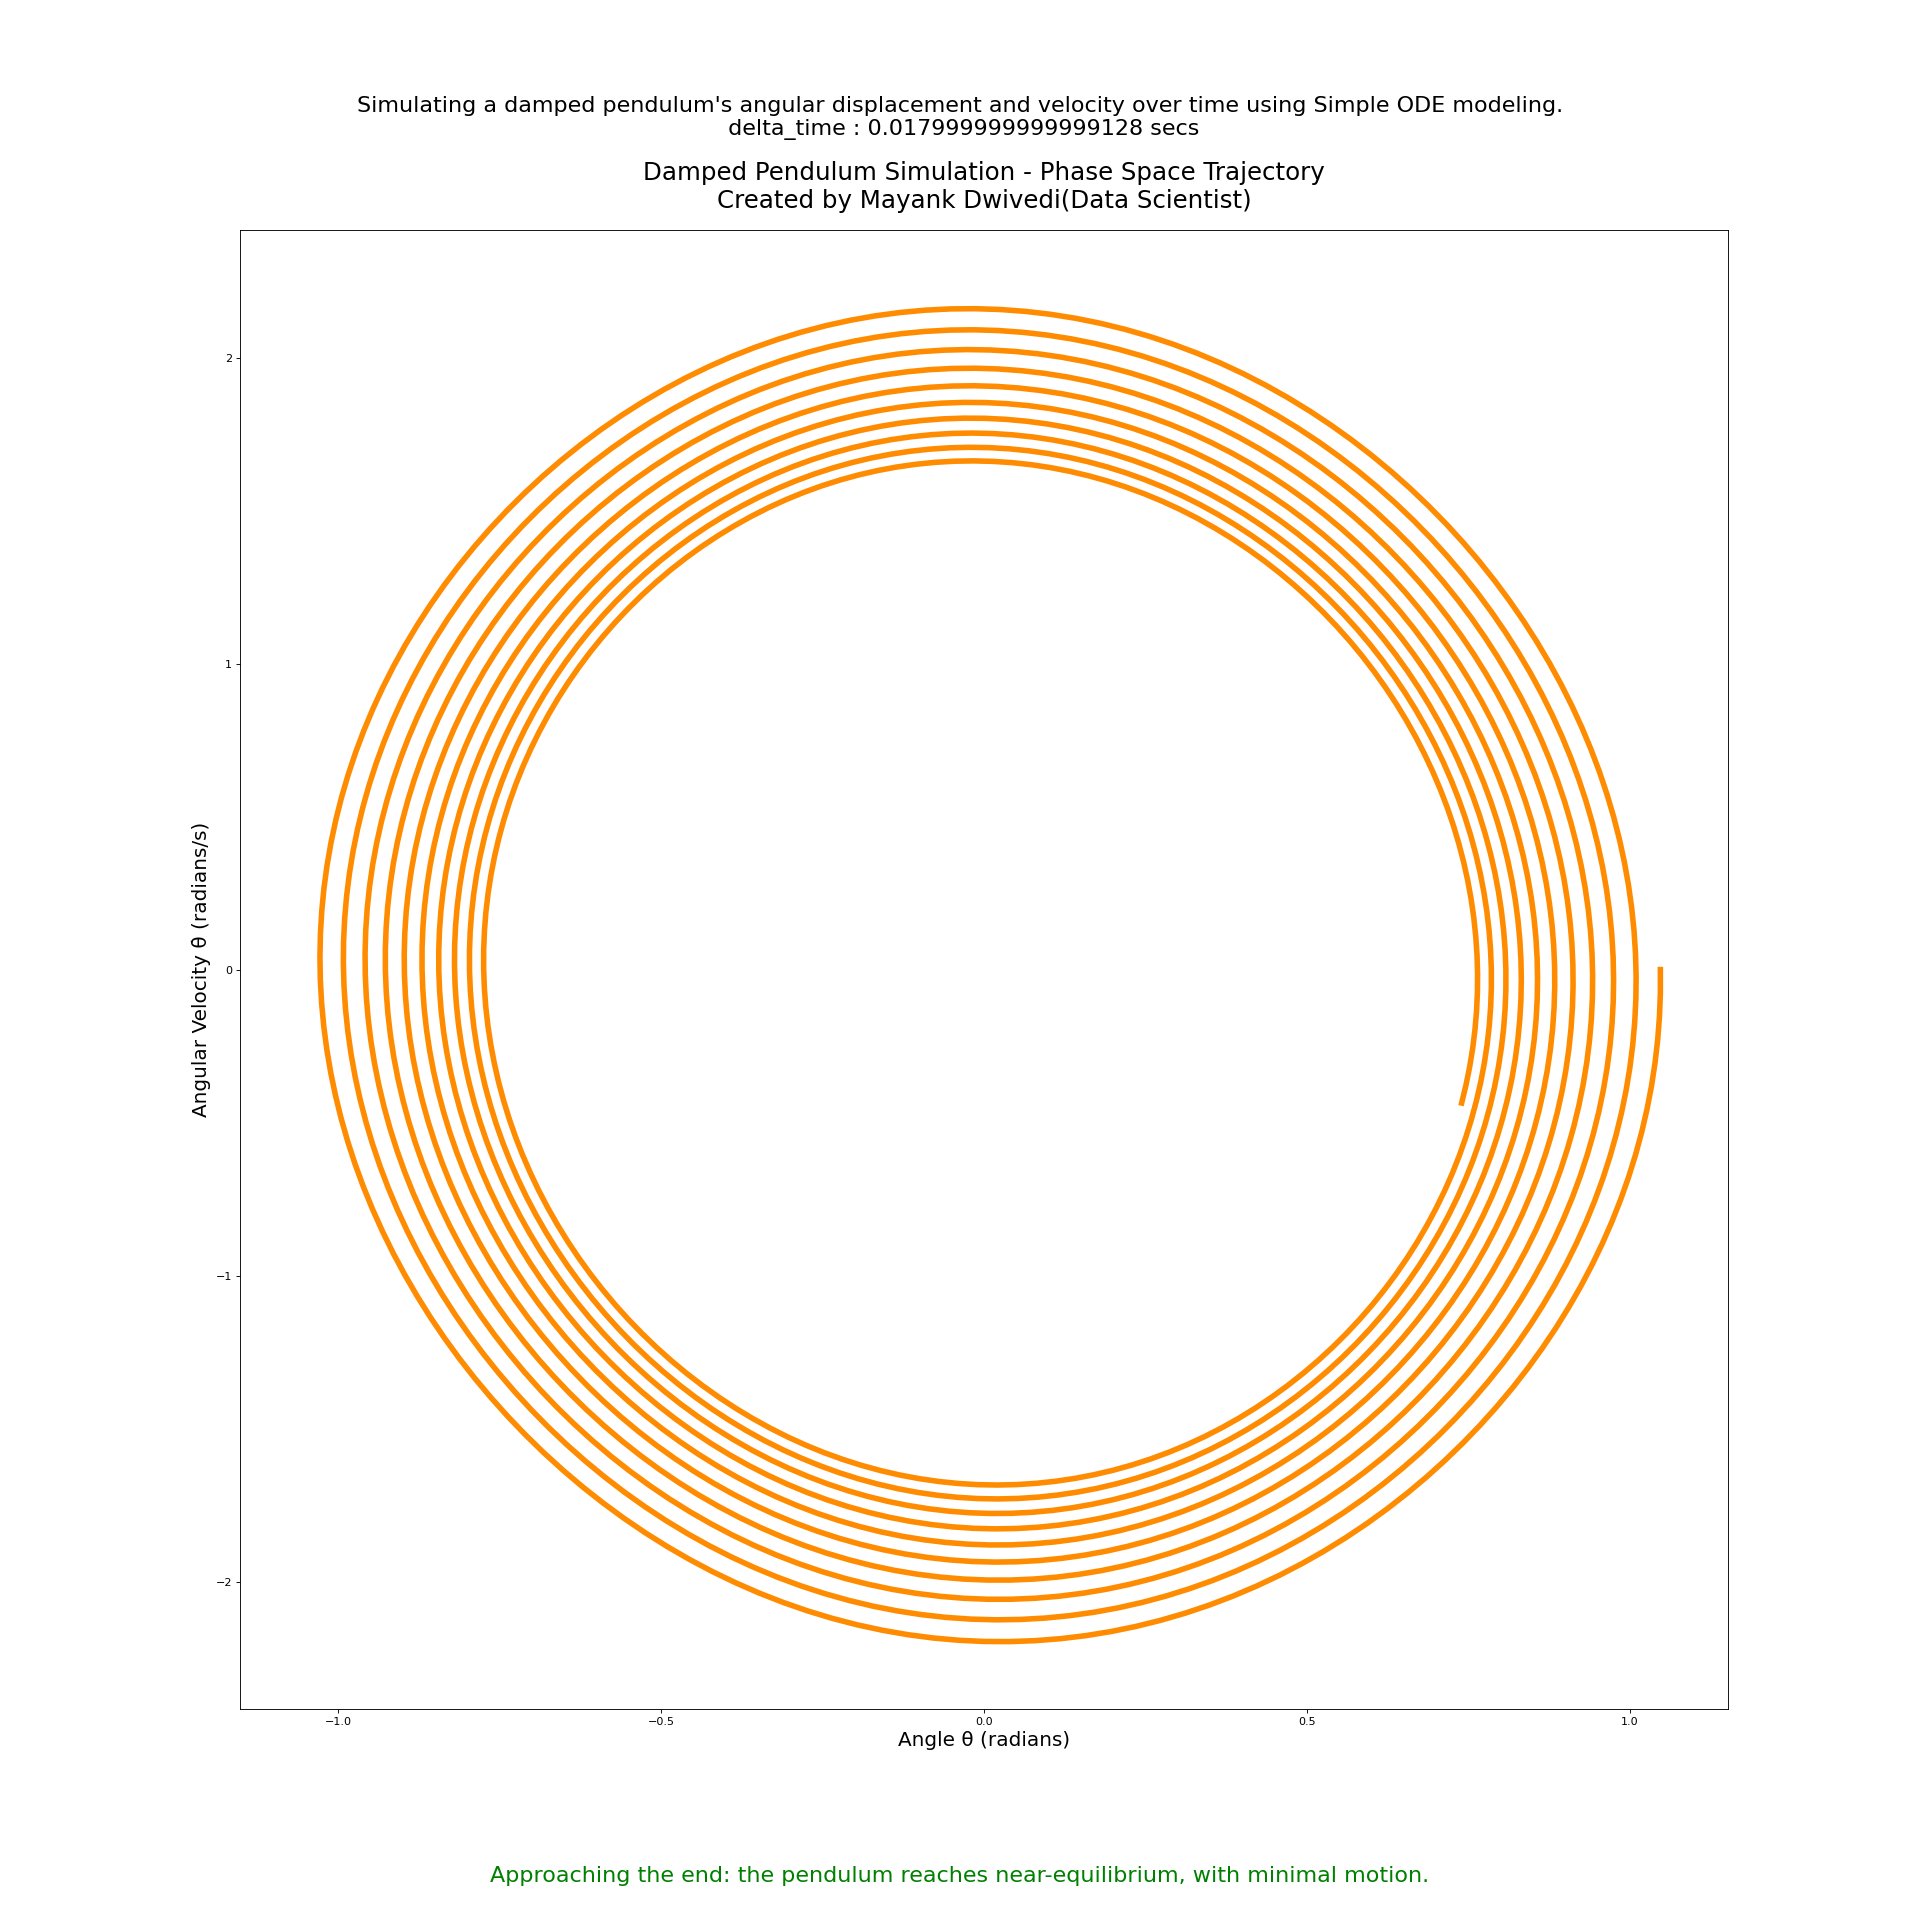 Simulating a damped pendulum's angular displacement and velocity over time using Simple ODE modeling.
delta_time : 0.017999999999999128 secs
Damped Pendulum Simulation - Phase Space Trajectory
Created by Mayank Dwivedi(Data Scientist)
2
1
0
−1
−2
Angular Velocity θ (radians/s)
−1.0
−0.5
0.0
0.5
1.0
Angle θ (radians)
Approaching the end: the pendulum reaches near-equilibrium, with minimal motion.